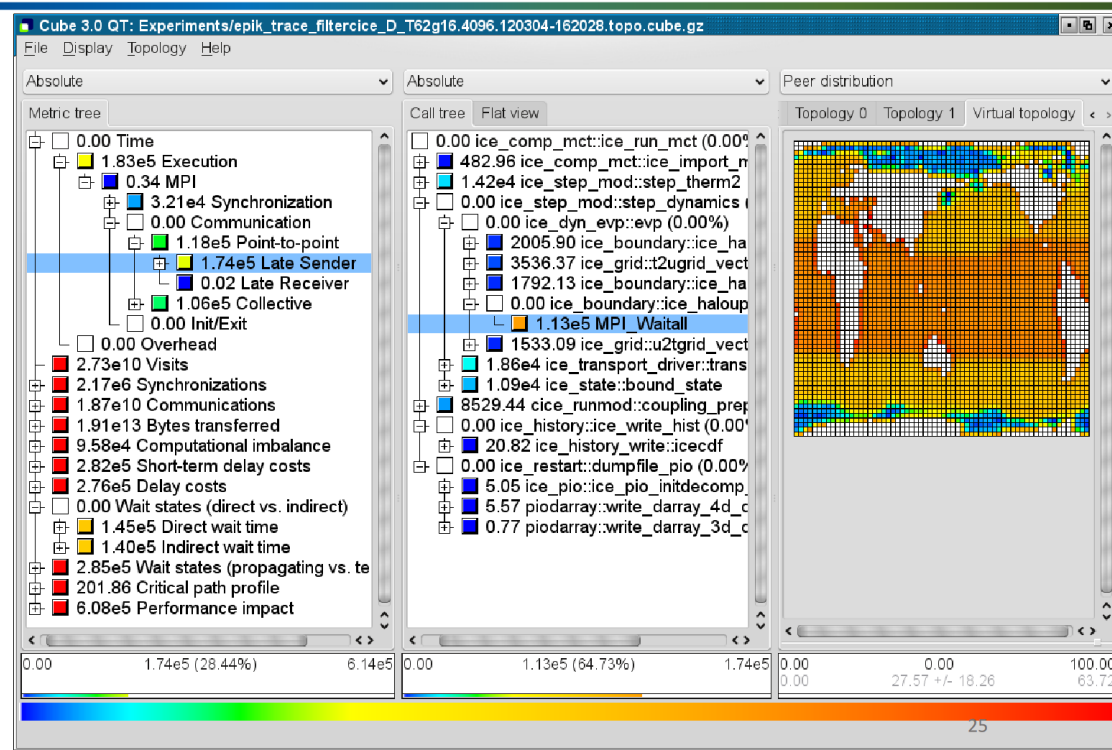 Cube 3.0 QT: Experiments/epik_trace_filtercice_D_T62g16.4096.120304-162028.topo.cube.gz
File Display Topology Help
Absolute
Metric tree
0.00 Time
1.83e5 Execution
0.34 MPI
3.21e4 Synchronization
0.00 Communication
1.18e5 Point-to-point
1.74e5 Late Sender
0.02 Late Receiver
1.06e5 Collective
0.00 Init/Exit
0.00 Overhead
2.73e10 Visits
2.17e6 Synchronizations
1.87e10 Communications
1.91e13 Bytes transferred
9.58e4 Computational imbalance
2.82e5 Short-term delay costs
2.76e5 Delay costs
0.00 Wait states (direct vs. indirect)
1.45e5 Direct wait time
1.40e5 Indirect wait time
2.85e5 Wait states (propagating vs. te
201.86 Critical path profile
6.08e5 Performance impact
0.00 1.74e5 (28.44%) 6.14e5
Absolute
Call tree Flat view
0.00 ice_comp_mct::ice_run_mct (0.00%
482.96 ice_comp_mct::ice_import_m
1.42e4 ice_step_mod::step_therm2
0.00 ice_step_mod::step_dynamics (
0.00 ice_dyn_evp::evp (0.00%)
2005.90 ice_boundary::ice_ha
3536.37 ice_grid::t2ugrid_vect
1792.13 ice_boundary::ice_ha
0.00 ice_boundary::ice_haloup
1.13e5 MPI_Waitall
1533.09 ice_grid::u2tgrid_vect
1.86e4 ice_transport_driver::trans
1.09e4 ice_state::bound_state
8529.44 cice_runmod::coupling_prep
0.00 ice_history::ice_write_hist (0.00%
20.82 ice_history_write::icecdf
0.00 ice_restart::dumpfile_pio (0.00%
5.05 ice_pio::ice_pio_initdecomp_
5.57 piodarray::write_darray_4d_c
0.77 piodarray::write_darray_3d_c
0.00 1.13e5 (64.73%) 1.74e5
Peer distribution
Topology 0 Topology 1 Virtual topology
0.00 0.00 100.00
0.00 27.57 +/- 18.26 63.72
25